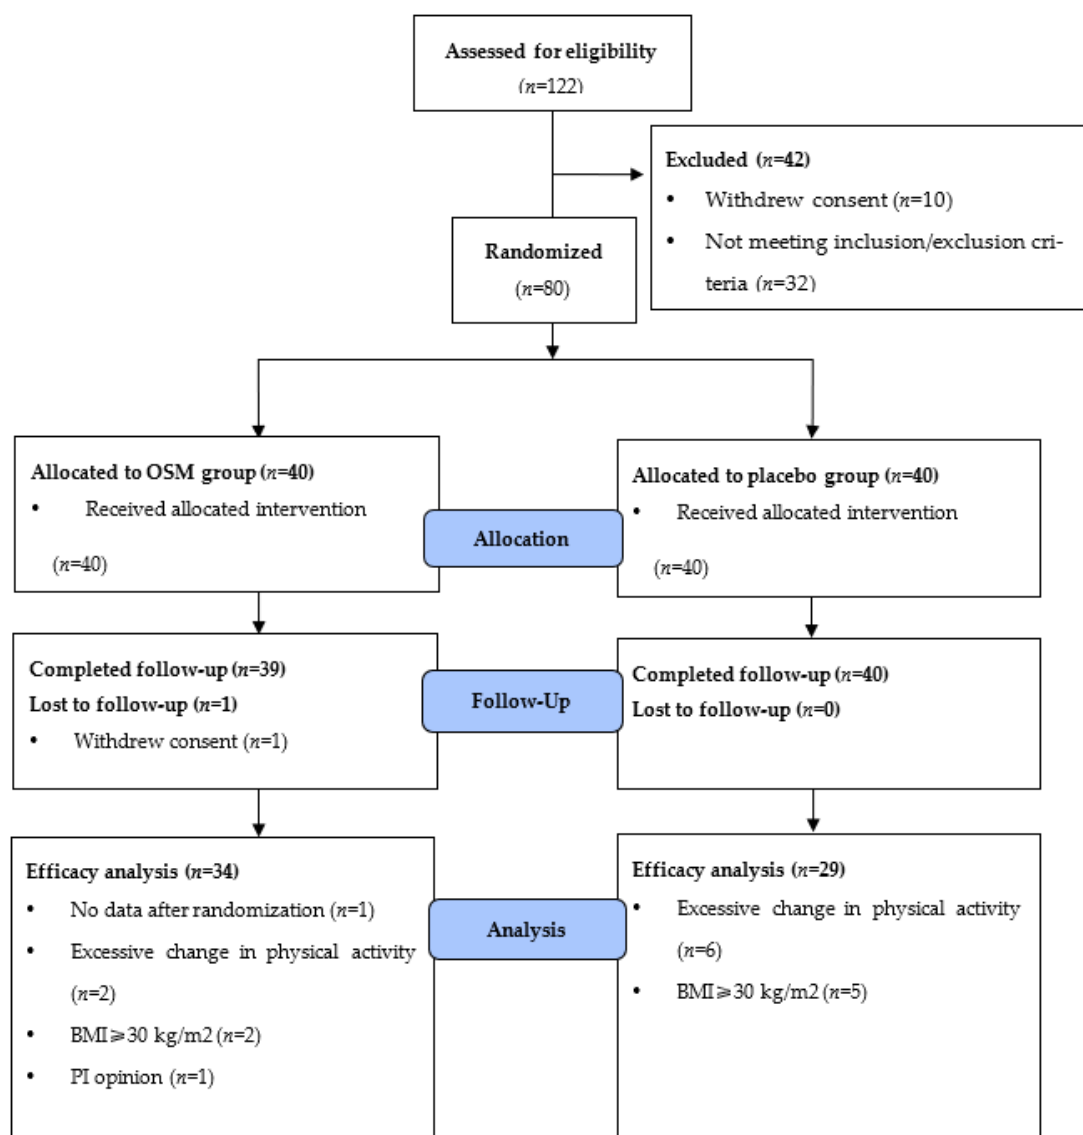 Assessed for eligibility
(n=122)
Excluded (n=42)
• Withdrew consent (n=10)
• Not meeting inclusion/exclusion cri-
teria (n=32)
Randomized
(n=80)
Allocated to OSM group (n=40)
• Received allocated intervention
(n=40)
Allocation
Allocated to placebo group (n=40)
• Received allocated intervention
(n=40)
Completed follow-up (n=39)
Lost to follow-up (n=1)
• Withdrew consent (n=1)
Follow-Up
Completed follow-up (n=40)
Lost to follow-up (n=0)
Efficacy analysis (n=34)
• No data after randomization (n=1)
• Excessive change in physical activity
(n=2)
• BMI⩾30 kg/m2 (n=2)
• PI opinion (n=1)
Analysis
Efficacy analysis (n=29)
• Excessive change in physical activity
(n=6)
• BMI⩾30 kg/m2 (n=5)